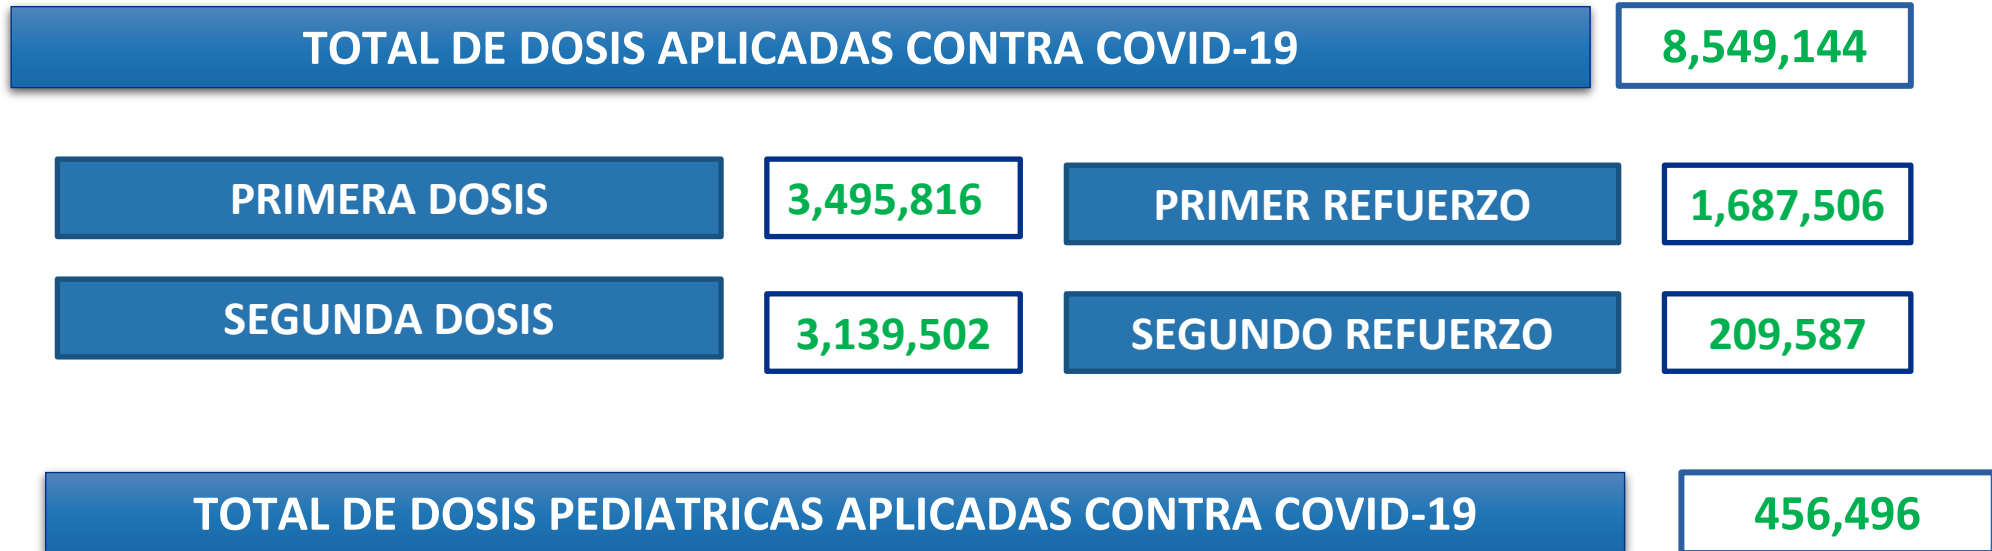 TOTAL DE DOSIS APLICADAS CONTRA COVID-19 8,549,144
PRIMERA DOSIS 3,495,816 PRIMER REFUERZO 1,687,506
SEGUNDA DOSIS 3,139,502 SEGUNDO REFUERZO 209,587
TOTAL DE DOSIS PEDIATRICAS APLICADAS CONTRA COVID-19 456,496